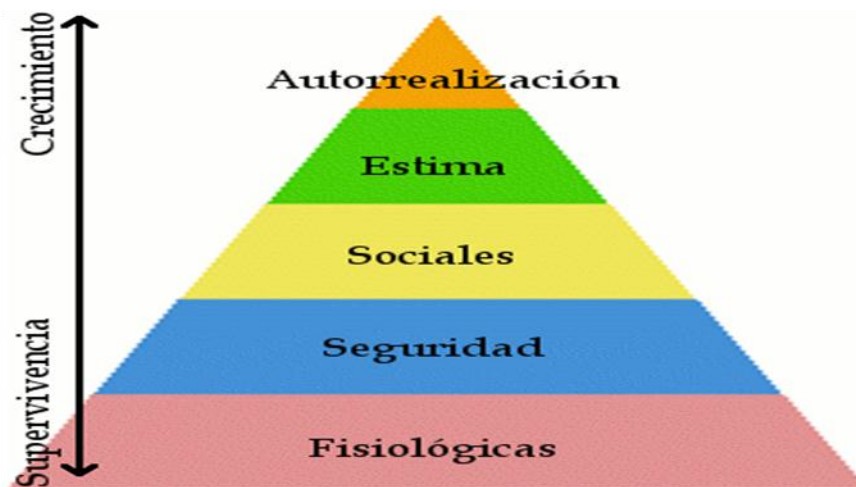 Crecimiento
Autorrealización
Estima
Sociales
Seguridad
Supervivencia
Fisiológicas